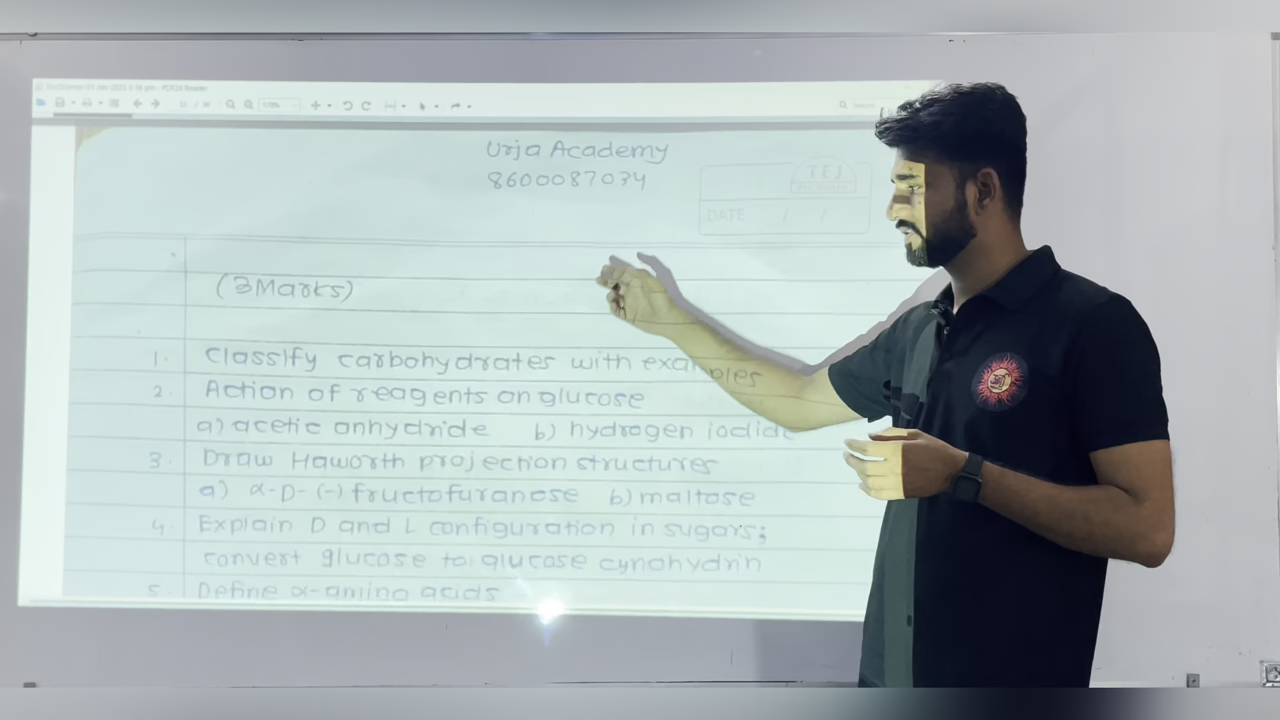 Urja Academy
8600087034
TEJ
DATE / /
(3Marks)
1. Classify carbohydrates with examples
2. Action of reagents on glucose
a) acetic anhydride b) hydrogen iodide
3. Draw Haworth projection structures
a) α-D-(-) fructofuranose b) maltose
4. Explain D and L configuration in sugars;
convert glucose to glucose cynohydrin
5. Define α-amino acids